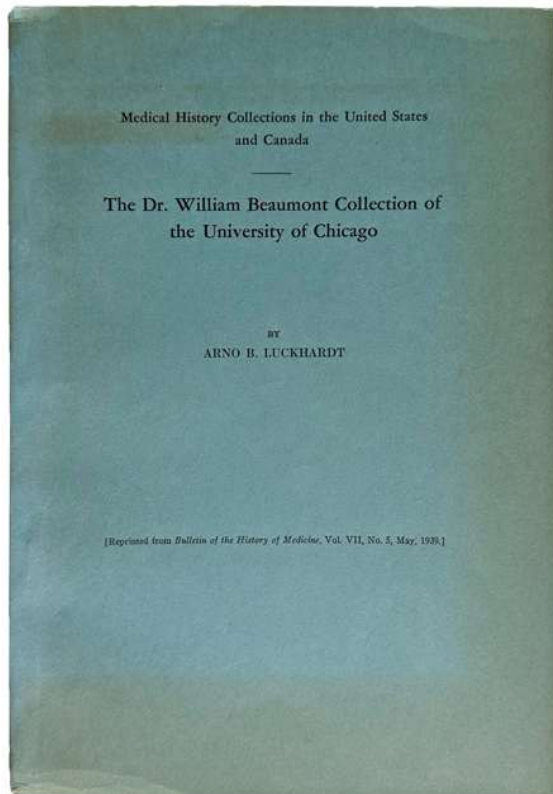 Medical History Collections in the United States
and Canada
The Dr. William Beaumont Collection of
the University of Chicago
BY
ARNO B. LUCKHARDT
[Reprinted from Bulletin of the History of Medicine, Vol. VII, No. 5, May, 1939.]